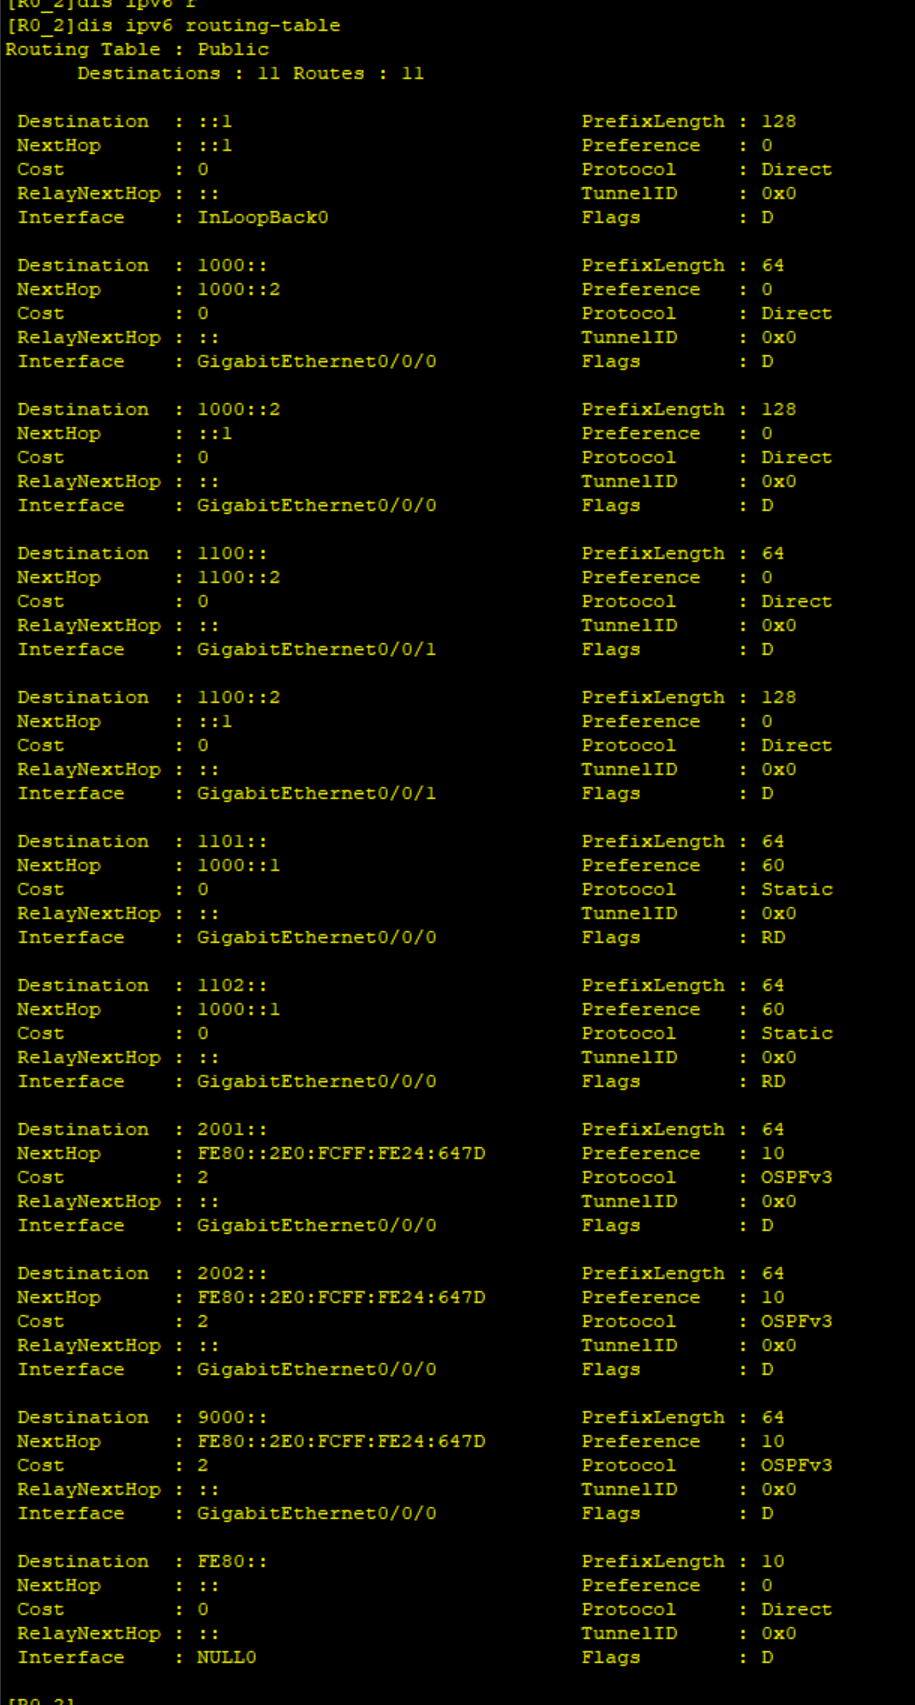 [R0_2]dis ipv6 r
[R0_2]dis ipv6 routing-table
Routing Table : Public
Destinations : 11 Routes : 11
Destination : ::1 PrefixLength : 128
NextHop : ::1 Preference : 0
Cost : 0 Protocol : Direct
RelayNextHop : :: TunnelID : 0x0
Interface : InLoopBack0 Flags : D
Destination : 1000:: PrefixLength : 64
NextHop : 1000::2 Preference : 0
Cost : 0 Protocol : Direct
RelayNextHop : :: TunnelID : 0x0
Interface : GigabitEthernet0/0/0 Flags : D
Destination : 1000::2 PrefixLength : 128
NextHop : ::1 Preference : 0
Cost : 0 Protocol : Direct
RelayNextHop : :: TunnelID : 0x0
Interface : GigabitEthernet0/0/0 Flags : D
Destination : 1100:: PrefixLength : 64
NextHop : 1100::2 Preference : 0
Cost : 0 Protocol : Direct
RelayNextHop : :: TunnelID : 0x0
Interface : GigabitEthernet0/0/1 Flags : D
Destination : 1100::2 PrefixLength : 128
NextHop : ::1 Preference : 0
Cost : 0 Protocol : Direct
RelayNextHop : :: TunnelID : 0x0
Interface : GigabitEthernet0/0/1 Flags : D
Destination : 1101:: PrefixLength : 64
NextHop : 1000::1 Preference : 60
Cost : 0 Protocol : Static
RelayNextHop : :: TunnelID : 0x0
Interface : GigabitEthernet0/0/0 Flags : RD
Destination : 1102:: PrefixLength : 64
NextHop : 1000::1 Preference : 60
Cost : 0 Protocol : Static
RelayNextHop : :: TunnelID : 0x0
Interface : GigabitEthernet0/0/0 Flags : RD
Destination : 2001:: PrefixLength : 64
NextHop : FE80::2E0:FCFF:FE24:647D Preference : 10
Cost : 2 Protocol : OSPFv3
RelayNextHop : :: TunnelID : 0x0
Interface : GigabitEthernet0/0/0 Flags : D
Destination : 2002:: PrefixLength : 64
NextHop : FE80::2E0:FCFF:FE24:647D Preference : 10
Cost : 2 Protocol : OSPFv3
RelayNextHop : :: TunnelID : 0x0
Interface : GigabitEthernet0/0/0 Flags : D
Destination : 9000:: PrefixLength : 64
NextHop : FE80::2E0:FCFF:FE24:647D Preference : 10
Cost : 2 Protocol : OSPFv3
RelayNextHop : :: TunnelID : 0x0
Interface : GigabitEthernet0/0/0 Flags : D
Destination : FE80:: PrefixLength : 10
NextHop : :: Preference : 0
Cost : 0 Protocol : Direct
RelayNextHop : :: TunnelID : 0x0
Interface : NULL0 Flags : D
[R0_2]